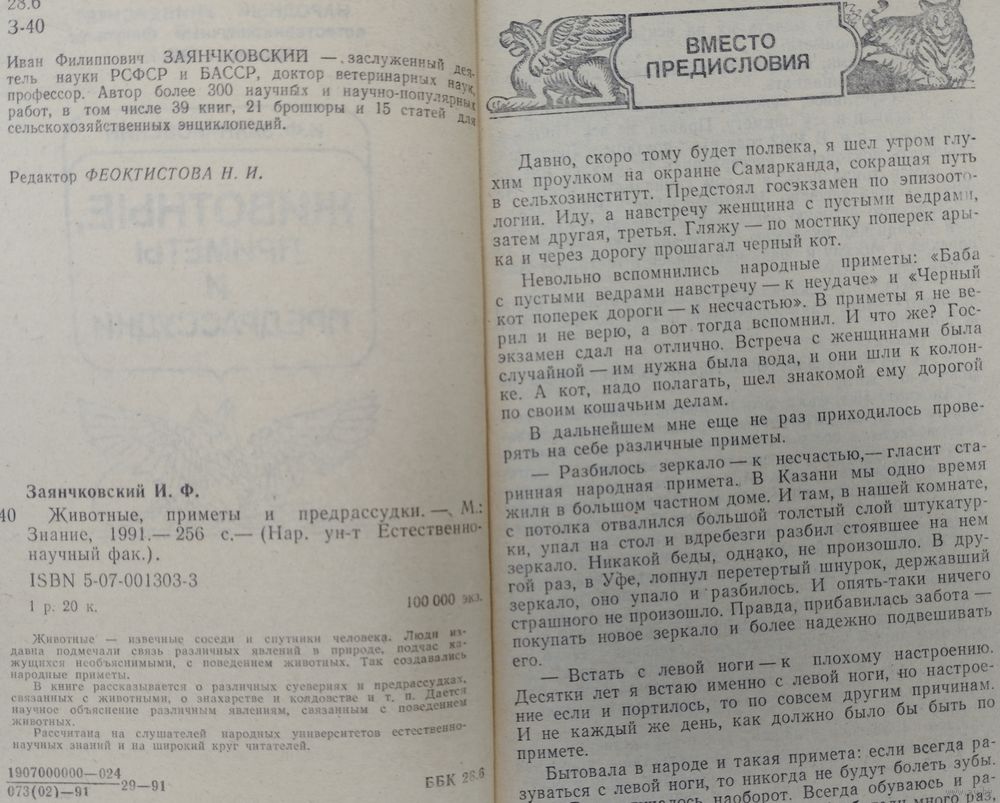 28.6
З-40
Иван Филиппович ЗАЯНЧКОВСКИЙ — заслуженный дея-
тель науки РСФСР и БАССР, доктор ветеринарных наук,
профессор. Автор более 300 научных и научно-популярных
работ, в том числе 39 книг, 21 брошюры и 15 статей для
сельскохозяйственных энциклопедий.
Редактор ФЕОКТИСТОВА Н. И.
Заянчковский И. Ф.
40 Животные, приметы и предрассудки. — М.:
Знание, 1991.— 256 с.— (Нар. ун-т Естественно-
научный фак.).
ISBN 5-07-001303-3
1 р. 20 к. 100 000 экз.
Животные — извечные соседи и спутники человека. Люди из-
давна подмечали связь различных явлений в природе, подчас ка-
жущихся необъяснимыми, с поведением животных. Так создавались
народные приметы.
В книге рассказывается о различных суевериях и предрассудках,
связанных с животными, о знахарстве и колдовстве и т. п. Дается
научное объяснение различным явлениям, связанным с поведением
животных.
Рассчитана на слушателей народных университетов естественно-
научных знаний и на широкий круг читателей.
1907000000—024
073(02)—91 29—91 ББК 28.6
ВМЕСТО
ПРЕДИСЛОВИЯ
Давно, скоро тому будет полвека, я шел утром глу-
хим проулком на окраине Самарканда, сокращая путь
в сельхозинститут. Предстоял госэкзамен по эпизоото-
логии. Иду, а навстречу женщина с пустыми ведрами,
затем другая, третья. Гляжу — по мостику поперек ары-
ка и через дорогу прошагал черный кот.
Невольно вспомнились народные приметы: «Баба
с пустыми ведрами навстречу — к неудаче» и «Черный
кот поперек дороги — к несчастью». В приметы я не ве-
рил и не верю, а вот тогда вспомнил. И что же? Гос-
экзамен сдал на отлично. Встреча с женщинами была
случайной — им нужна была вода, и они шли к колон-
ке. А кот, надо полагать, шел знакомой ему дорогой
по своим кошачьим делам.
В дальнейшем мне еще не раз приходилось прове-
рять на себе различные приметы.
— Разбилось зеркало — к несчастью,— гласит ста-
ринная народная примета. В Казани мы одно время
жили в большом частном доме. И там, в нашей комнате,
с потолка отвалился большой толстый слой штукатур-
ки, упал на стол и вдребезги разбил стоявшее на нем
зеркало. Никакой беды, однако, не произошло. В дру-
гой раз, в Уфе, лопнул перетертый шнурок, державший
зеркало, оно упало и разбилось. И опять-таки ничего
страшного не произошло. Правда, прибавилась забота —
покупать новое зеркало и более надежно подвешивать
его.
— Встать с левой ноги — к плохому настроению.
Десятки лет я встаю именно с левой ноги, но настрое-
ние если и портилось, то по совсем другим причинам.
И не каждый же день, как должно было бы быть по
примете.
Бытовала в народе и такая примета: если всегда ра-
зуваться с левой ноги, то никогда не будут болеть зубы.
наоборот. Всегда обуваюсь и ра-
много раз,